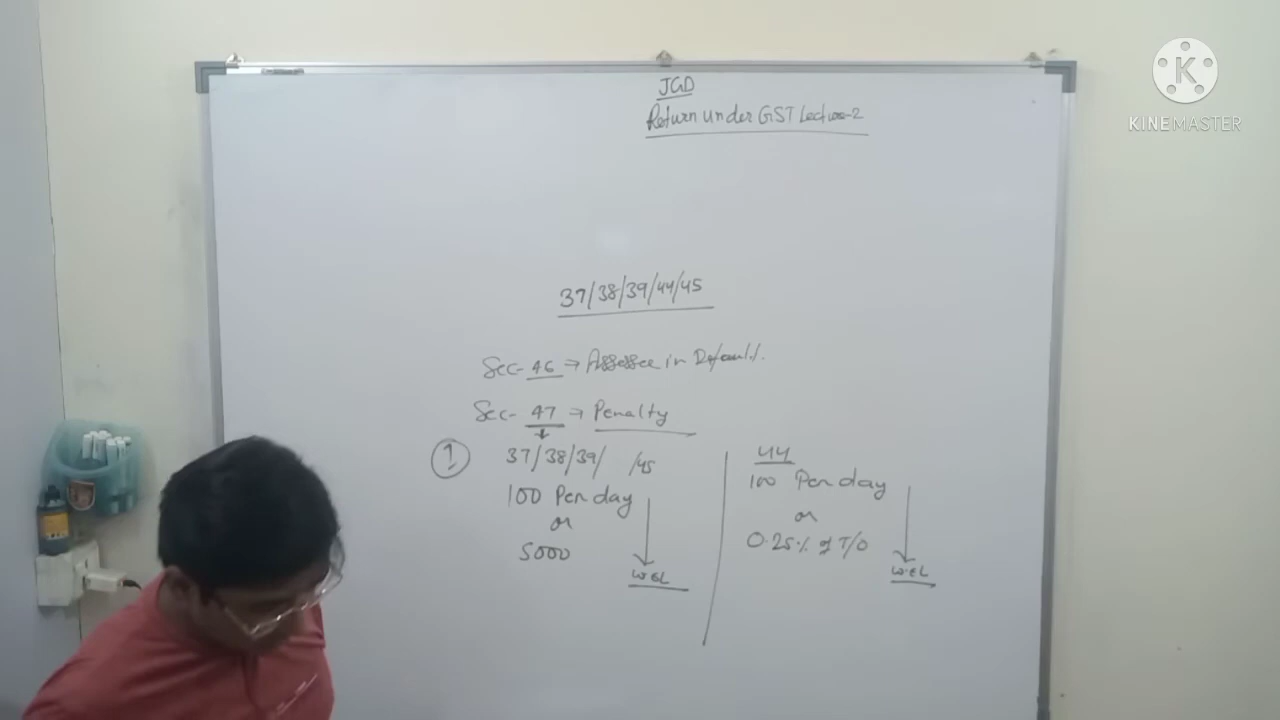 JGD
Return under GST Lecture-2
K
KINEMASTER
37/38/39/44/45
Sec- 46 → Assessee in Default.
Sec- 47 → Penalty
1
37/38/39/ /45
100 Per day
or
5000
W.E.L
44
100 Per day
or
0.25% of T/O
W.E.L